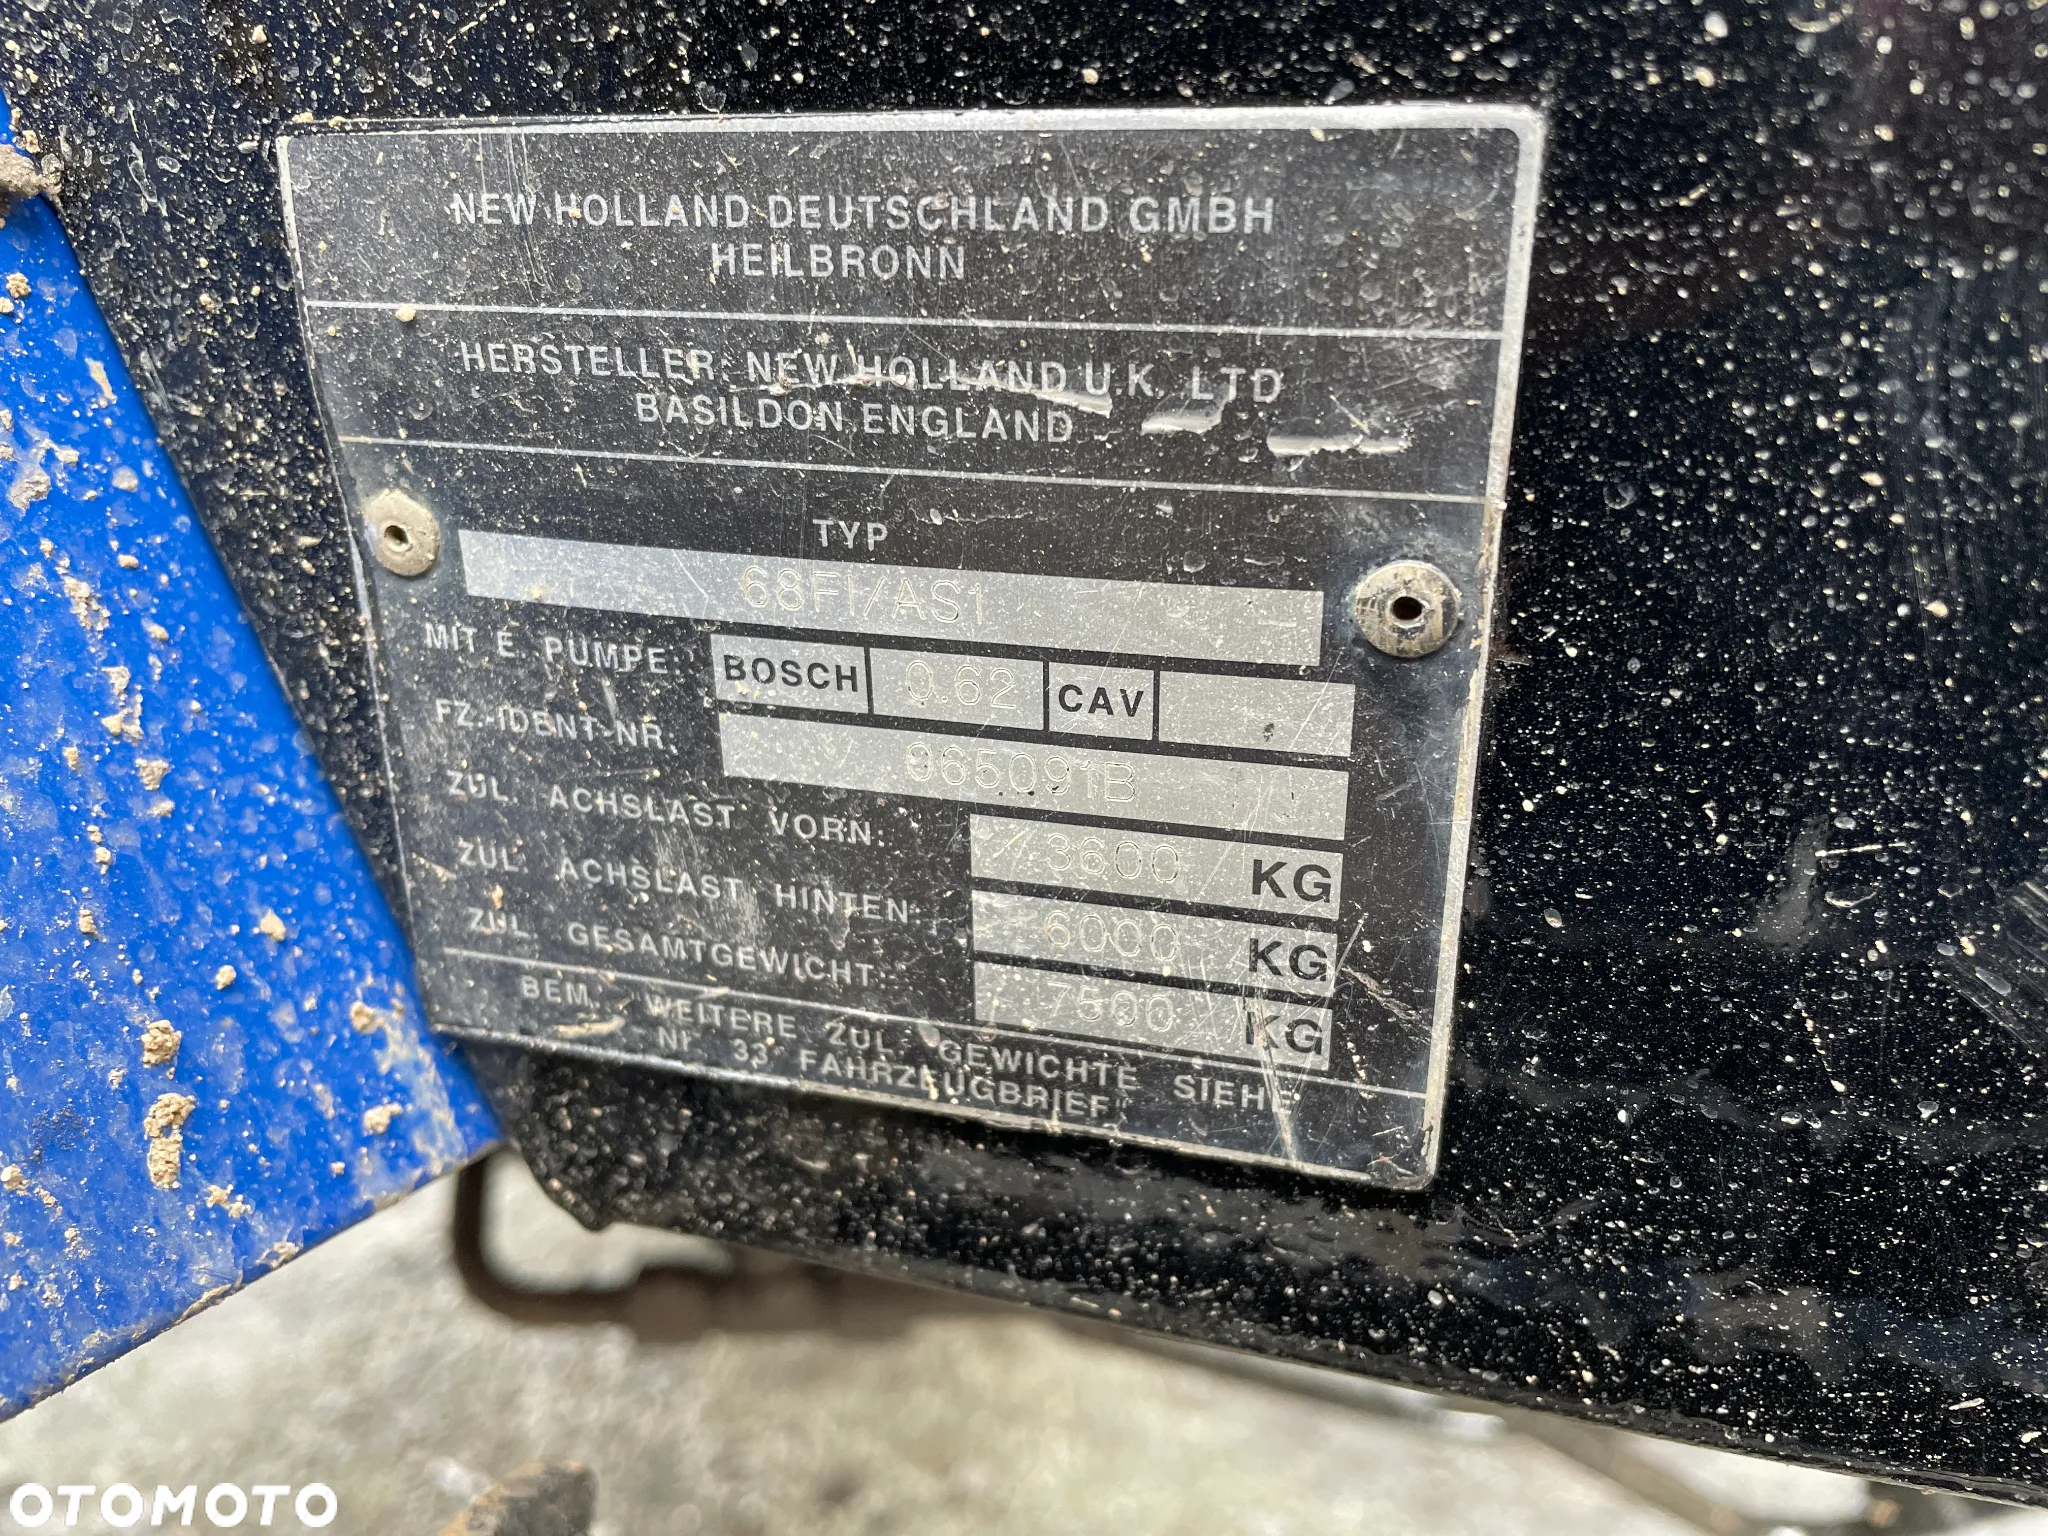 NEW HOLLAND DEUTSCHLAND GMBH
HEILBRONN
HERSTELLER: NEW HOLLAND U.K. LTD
BASILDON ENGLAND
TYP
68FI/AS1 -
MIT E. PUMPE: BOSCH 0.62 CAV -
FZ.-IDENT-NR. 065091B
ZUL. ACHSLAST VORN: 3600 KG
ZUL. ACHSLAST HINTEN: 6000 KG
ZUL. GESAMTGEWICHT: 7500 KG
BEM. "WEITERE ZUL. GEWICHTE SIEHE
NR. 33 FAHRZEUGBRIEF"
OTOMOTO